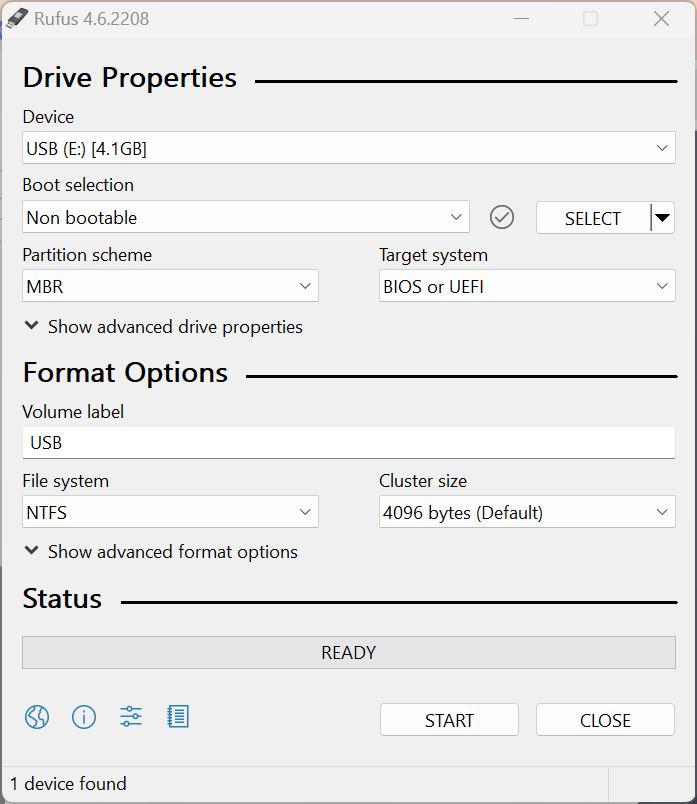 Rufus 4.6.2208
Drive Properties
Device
USB (E:) [4.1GB]
Boot selection
Non bootable
SELECT
Partition scheme
Target system
MBR
BIOS or UEFI
Show advanced drive properties
Format Options
Volume label
USB
File system
Cluster size
NTFS
4096 bytes (Default)
Show advanced format options
Status
READY
START
CLOSE
1 device found